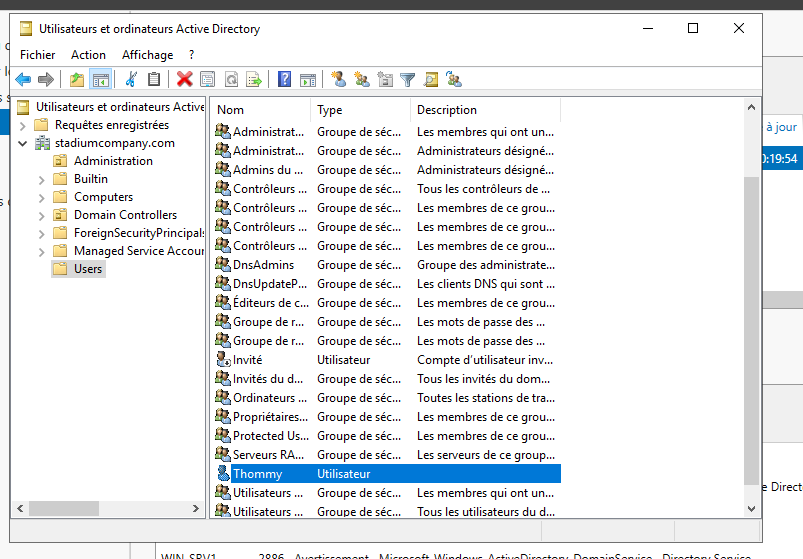 Utilisateurs et ordinateurs Active Directory
Fichier Action Affichage ?
Utilisateurs et ordinateurs Active
Requêtes enregistrées
stadiumcompany.com
Administration
Builtin
Computers
Domain Controllers
ForeignSecurityPrincipals
Managed Service Accour
Users
Nom Type Description
Administrat... Groupe de séc... Les membres qui ont un...
Administrat... Groupe de séc... Administrateurs désigné...
Admins du ... Groupe de séc... Administrateurs désigné...
Contrôleurs ... Groupe de séc... Tous les contrôleurs de ...
Contrôleurs ... Groupe de séc... Les membres de ce grou...
Contrôleurs ... Groupe de séc... Les membres de ce grou...
Contrôleurs ... Groupe de séc... Les membres de ce grou...
DnsAdmins Groupe de séc... Groupe des administrate...
DnsUpdateP... Groupe de séc... Les clients DNS qui sont ...
Éditeurs de c... Groupe de séc... Les membres de ce grou...
Groupe de r... Groupe de séc... Les mots de passe des ...
Groupe de r... Groupe de séc... Les mots de passe des ...
Invité Utilisateur Compte d'utilisateur inv...
Invités du d... Groupe de séc... Tous les invités du dom...
Ordinateurs ... Groupe de séc... Toutes les stations de tra...
Propriétaires... Groupe de séc... Les membres de ce grou...
Protected Us... Groupe de séc... Les membres de ce grou...
Serveurs RA... Groupe de séc... Les serveurs de ce group...
Thommy Utilisateur
Utilisateurs ... Groupe de séc... Les membres qui ont un...
Utilisateurs ... Groupe de séc... Tous les utilisateurs du d...
à jour
0:19:54
e Direct
WIN-SRV1 2886 Avertissement Microsoft-Windows-ActiveDirectory_DomainService Directory Service